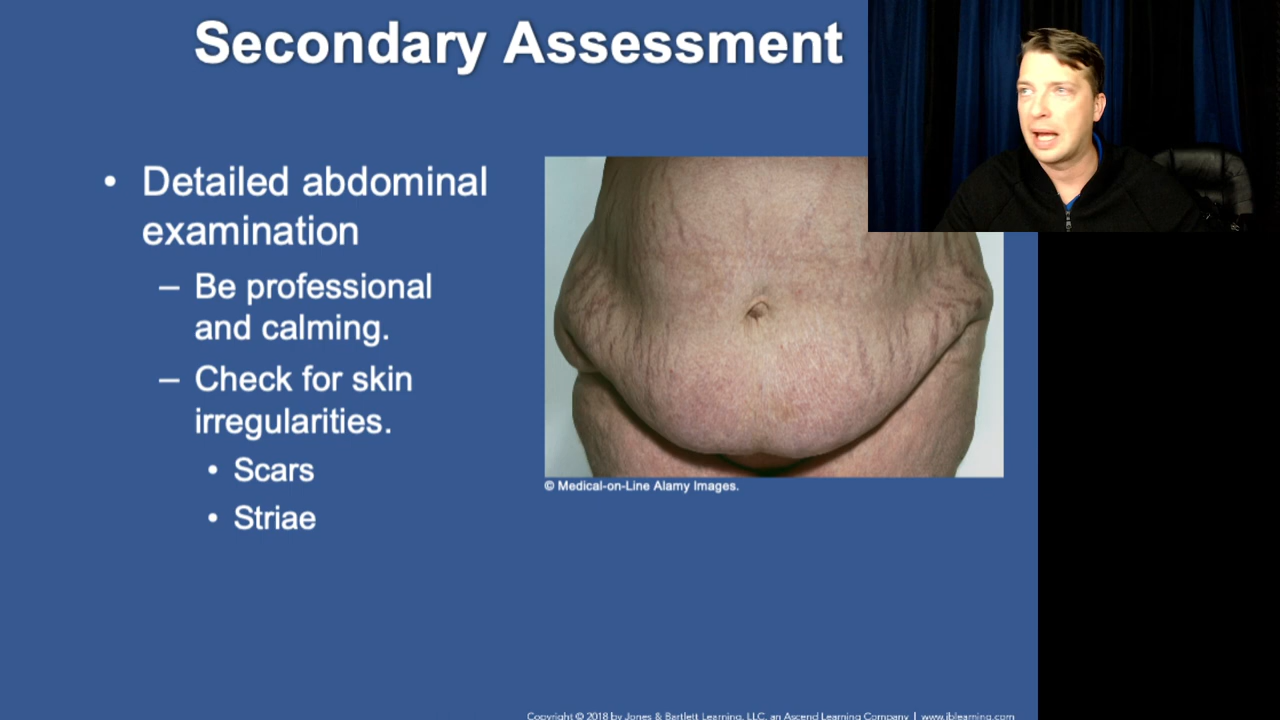 Secondary Assessment
• Detailed abdominal
examination
– Be professional
and calming.
– Check for skin
irregularities.
• Scars
• Striae
© Medical-on-Line Alamy Images.
Copyright © 2018 by Jones & Bartlett Learning, LLC, an Ascend Learning Company | www.jblearning.com